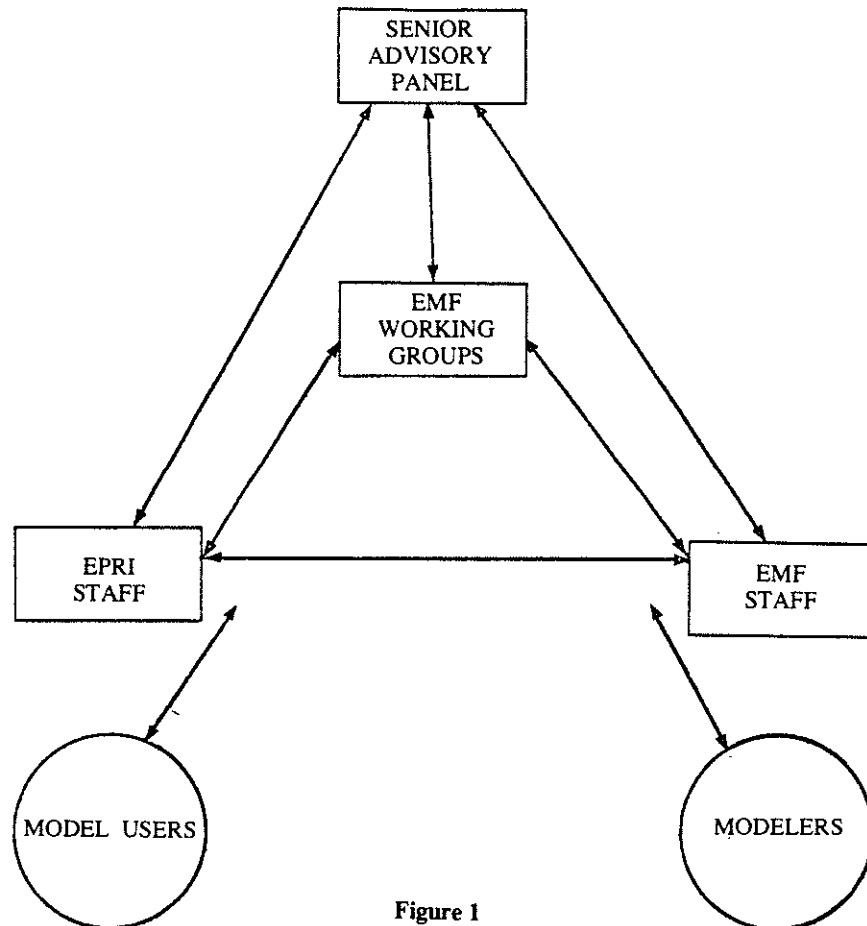 SENIOR
ADVISORY
PANEL
EMF
WORKING
GROUPS
EPRI
STAFF
EMF
STAFF
MODEL USERS
MODELERS
Figure 1